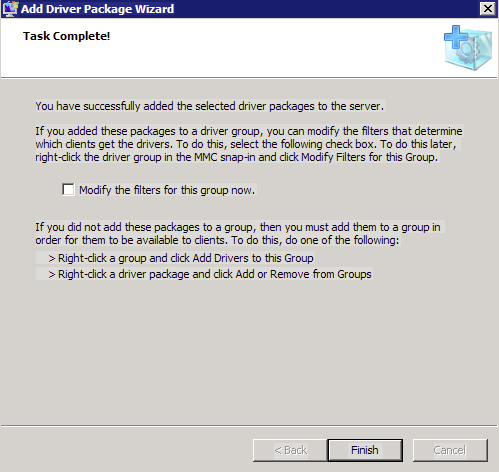 Add Driver Package Wizard
Task Complete!
You have successfully added the selected driver packages to the server.
If you added these packages to a driver group, you can modify the filters that determine
which clients get the drivers. To do this, select the following check box. To do this later,
right-click the driver group in the MMC snap-in and click Modify Filters for this Group.
Modify the filters for this group now.
If you did not add these packages to a group, then you must add them to a group in
order for them to be available to clients. To do this, do one of the following:
> Right-click a group and click Add Drivers to this Group
> Right-click a driver package and click Add or Remove from Groups
< Back
Finish
Cancel